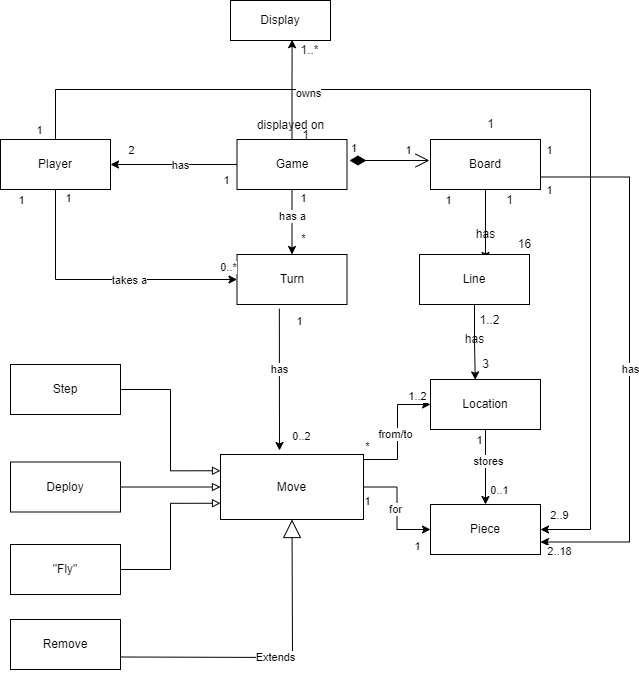 Display
1..*
owns
displayed on
1
1
1
1
1
1
2
Player
has
Game
Board
1
1
1
1
1
1
1
1
has a
*
has
16
0..*
takes a
Turn
Line
1
1..2
has
has
has
3
Step
1..2
Location
from/to
0..2
*
1
stores
Deploy
Move
1
0..1
for
2..9
Piece
1
2..18
"Fly"
Remove
Extends